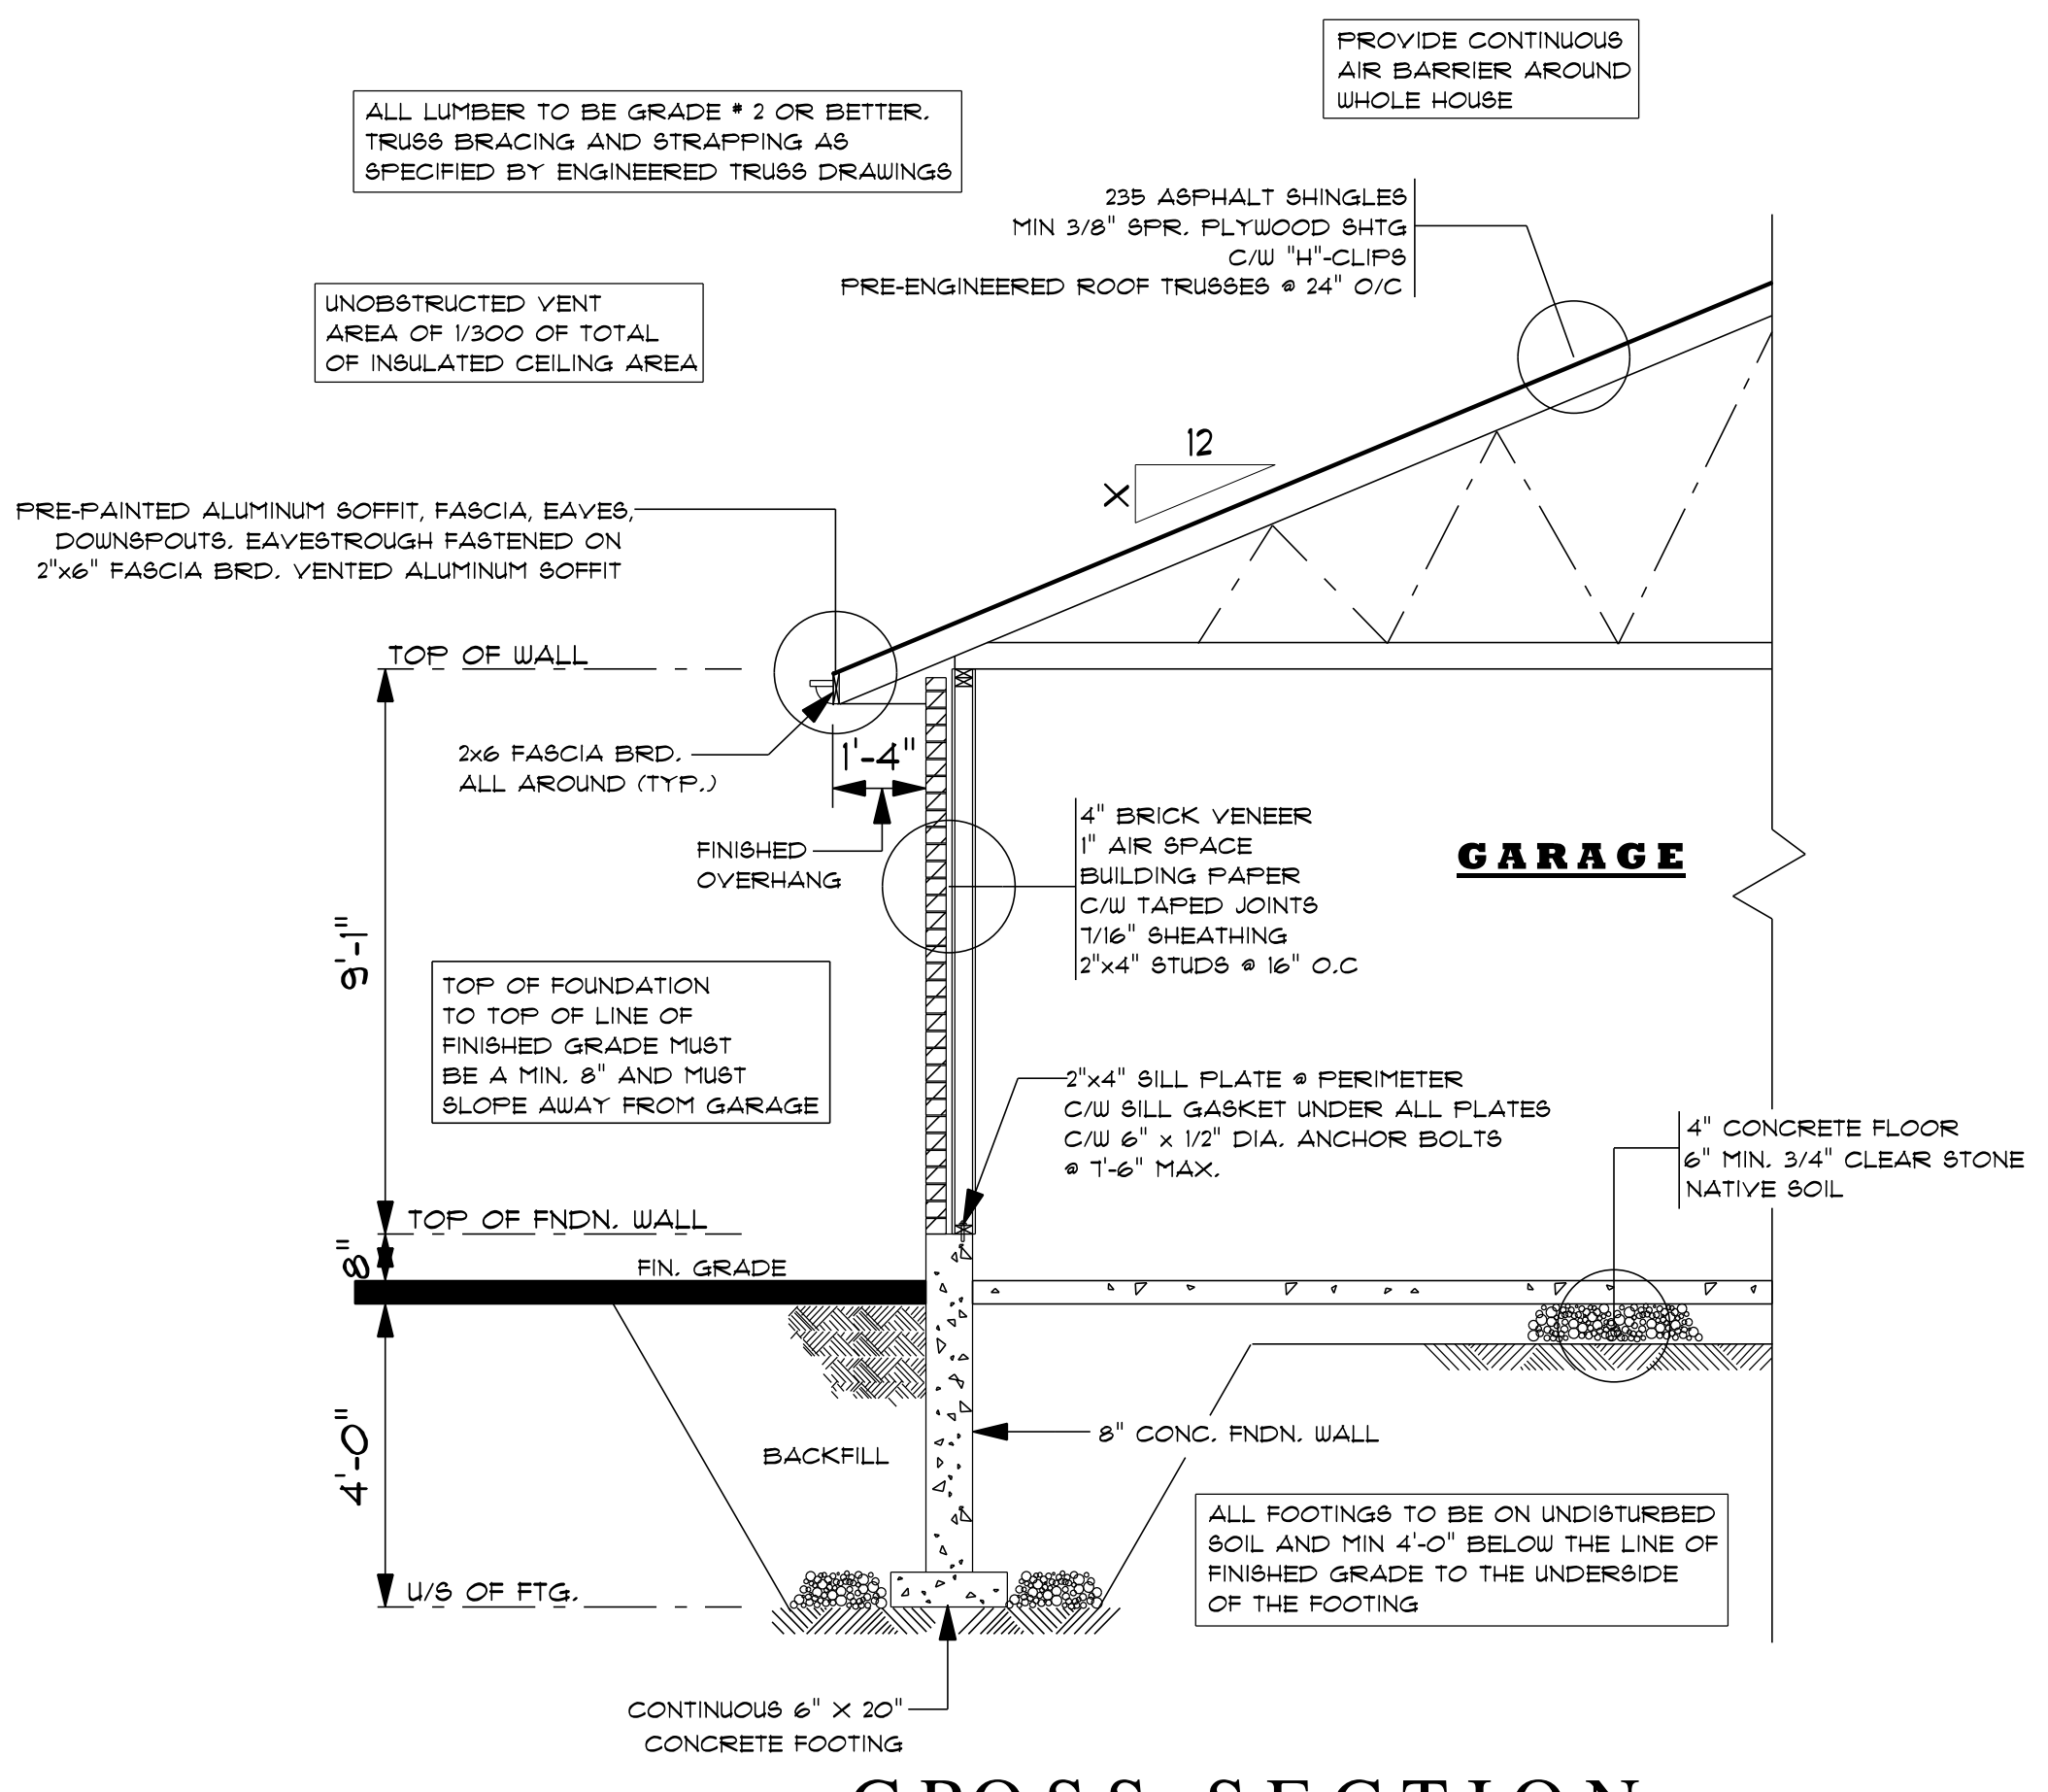 PROVIDE CONTINUOUS
AIR BARRIER AROUND
WHOLE HOUSE
ALL LUMBER TO BE GRADE # 2 OR BETTER.
TRUSS BRACING AND STRAPPING AS
SPECIFIED BY ENGINEERED TRUSS DRAWINGS
235 ASPHALT SHINGLES
MIN 3/8" SPR. PLYWOOD SHTG
C/W "H"-CLIPS
PRE-ENGINEERED ROOF TRUSSES @ 24" O/C
UNOBSTRUCTED VENT
AREA OF 1/300 OF TOTAL
OF INSULATED CEILING AREA
12
X
PRE-PAINTED ALUMINUM SOFFIT, FASCIA, EAVES,
DOWNSPOUTS. EAVESTROUGH FASTENED ON
2"x6" FASCIA BRD. VENTED ALUMINUM SOFFIT
TOP OF WALL
2x6 FASCIA BRD.
ALL AROUND (TYP.)
1'-4"
FINISHED
OVERHANG
4" BRICK VENEER
1" AIR SPACE
BUILDING PAPER
C/W TAPED JOINTS
7/16" SHEATHING
2"x4" STUDS @ 16" O.C
GARAGE
9'-1"
TOP OF FOUNDATION
TO TOP OF LINE OF
FINISHED GRADE MUST
BE A MIN. 8" AND MUST
SLOPE AWAY FROM GARAGE
2"x4" SILL PLATE @ PERIMETER
C/W SILL GASKET UNDER ALL PLATES
C/W 6" x 1/2" DIA. ANCHOR BOLTS
@ 7'-6" MAX.
4" CONCRETE FLOOR
6" MIN. 3/4" CLEAR STONE
NATIVE SOIL
TOP OF FNDN. WALL
8"
FIN. GRADE
4'-0"
BACKFILL
8" CONC. FNDN. WALL
ALL FOOTINGS TO BE ON UNDISTURBED
SOIL AND MIN 4'-0" BELOW THE LINE OF
FINISHED GRADE TO THE UNDERSIDE
OF THE FOOTING
U/S OF FTG.
CONTINUOUS 6" X 20"
CONCRETE FOOTING
CROSS SECTION